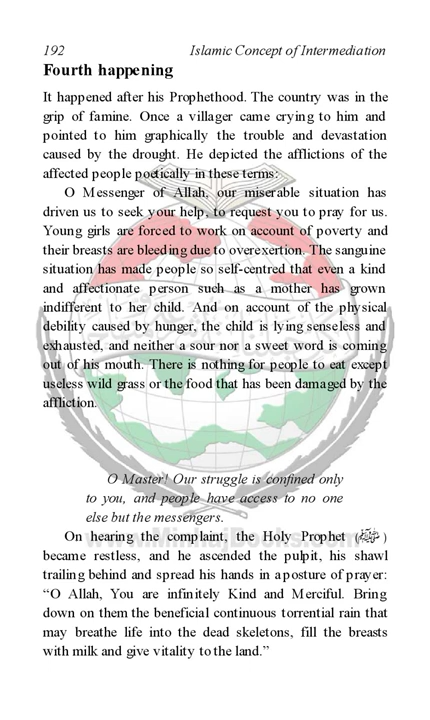 192 Islamic Concept of Intermediation
Fourth happening
It happened after his Prophethood. The country was in the
grip of famine. Once a villager came crying to him and
pointed to him graphically the trouble and devastation
caused by the drought. He depicted the afflictions of the
affected people poetically in these terms:
O Messenger of Allah, our miserable situation has
driven us to seek your help, to request you to pray for us.
Young girls are forced to work on account of poverty and
their breasts are bleeding due to overexertion. The sanguine
situation has made people so self-centred that even a kind
and affectionate person such as a mother has grown
indifferent to her child. And on account of the physical
debility caused by hunger, the child is lying senseless and
exhausted, and neither a sour nor a sweet word is coming
out of his mouth. There is nothing for people to eat except
useless wild grass or the food that has been damaged by the
affliction.
O Master! Our struggle is confined only
to you, and people have access to no one
else but the messengers.
www.MinhajBooks.com
On hearing the complaint, the Holy Prophet (ﷺ)
became restless, and he ascended the pulpit, his shawl
trailing behind and spread his hands in a posture of prayer:
“O Allah, You are infinitely Kind and Merciful. Bring
down on them the beneficial continuous torrential rain that
may breathe life into the dead skeletons, fill the breasts
with milk and give vitality to the land.”